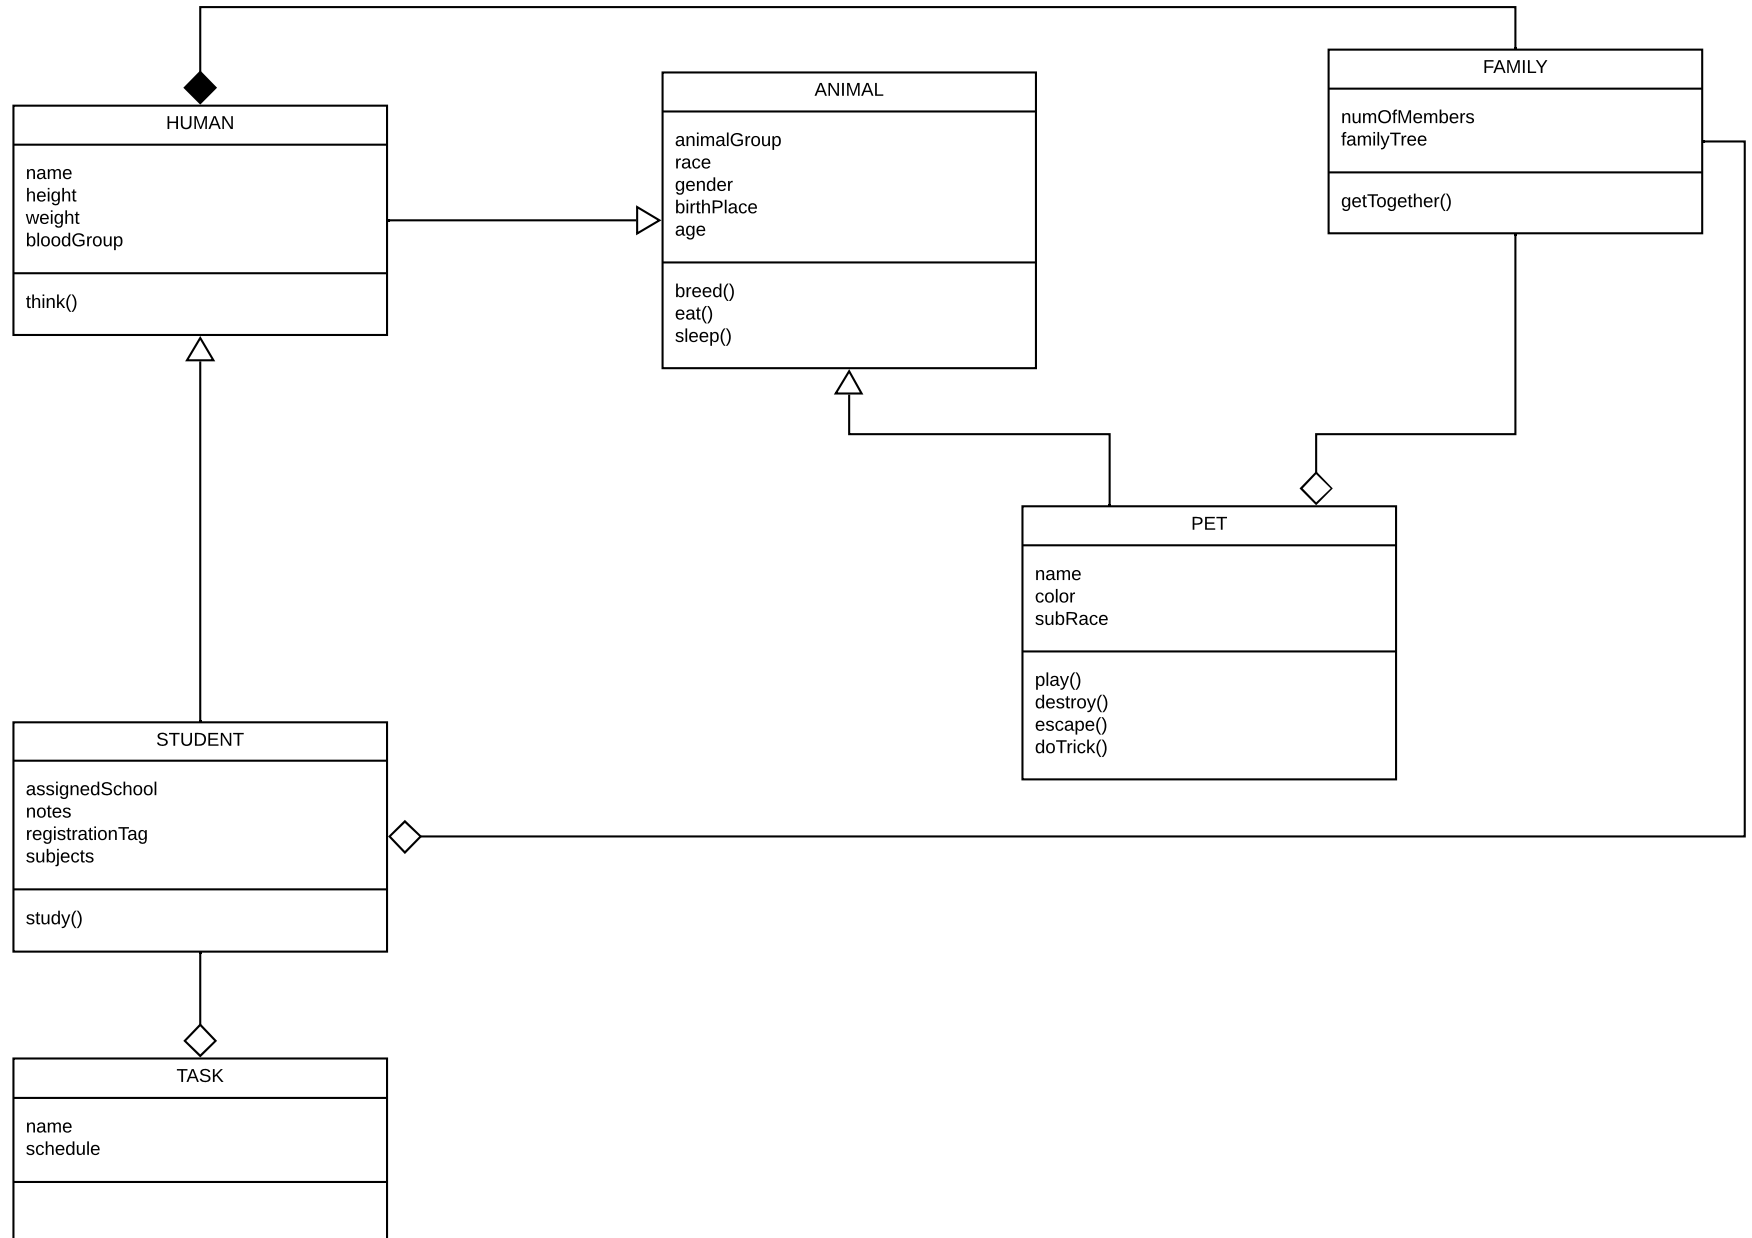 HUMAN
name
height
weight
bloodGroup
think()
ANIMAL
animalGroup
race
gender
birthPlace
age
breed()
eat()
sleep()
FAMILY
numOfMembers
familyTree
getTogether()
PET
name
color
subRace
play()
destroy()
escape()
doTrick()
STUDENT
assignedSchool
notes
registrationTag
subjects
study()
TASK
name
schedule